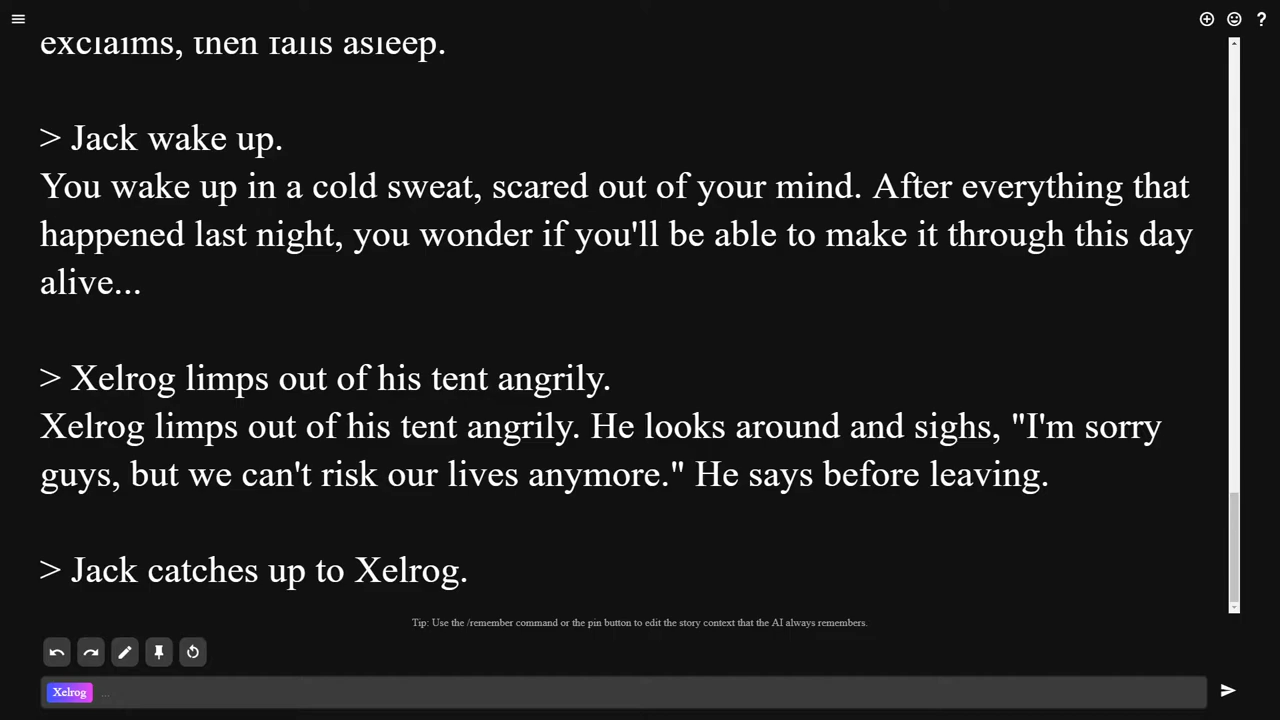 exclaims, then falls asleep.
> Jack wake up.
You wake up in a cold sweat, scared out of your mind. After everything that
happened last night, you wonder if you'll be able to make it through this day
alive...
> Xelrog limps out of his tent angrily.
Xelrog limps out of his tent angrily. He looks around and sighs, "I'm sorry
guys, but we can't risk our lives anymore." He says before leaving.
> Jack catches up to Xelrog.
Tip: Use the /remember command or the pin button to edit the story context that the AI always remembers.
Xelrog ...